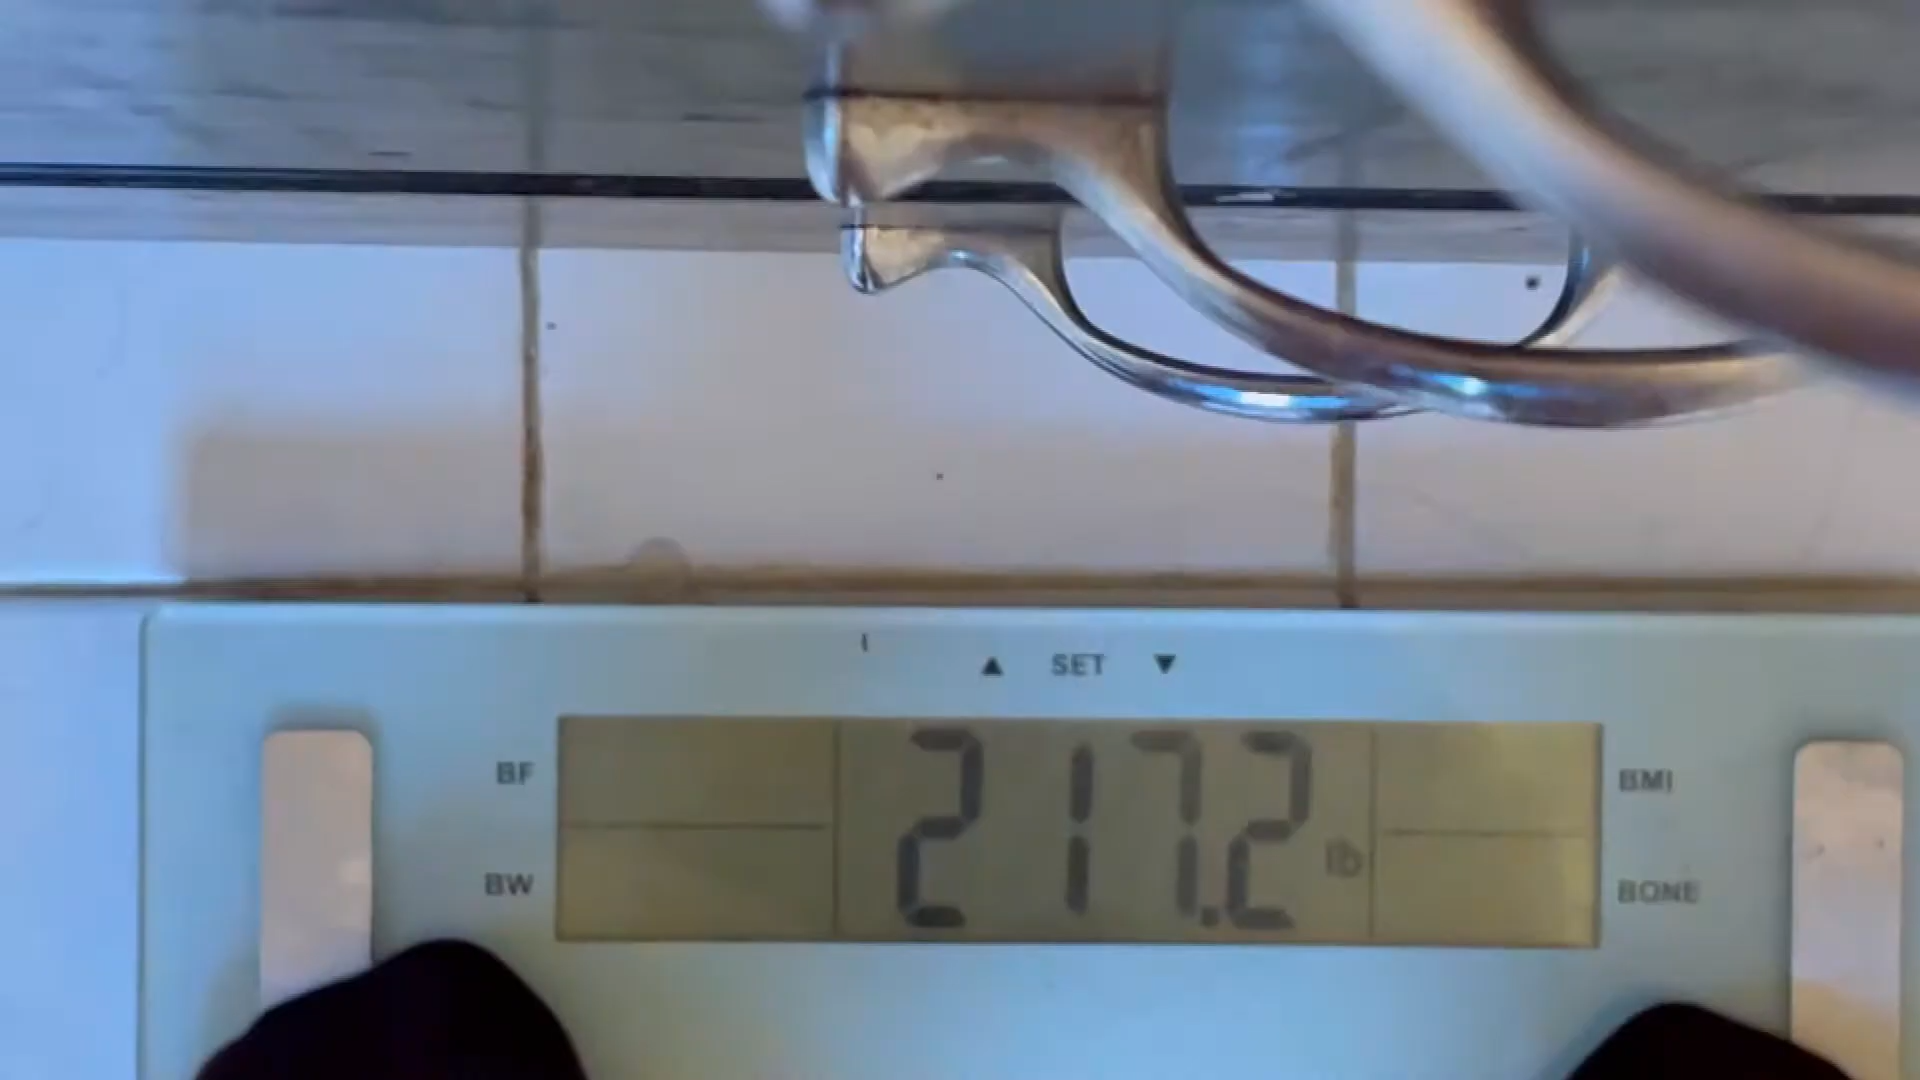 ▲ SET ▼
BF
217.2 lb
BMI
BW
BONE